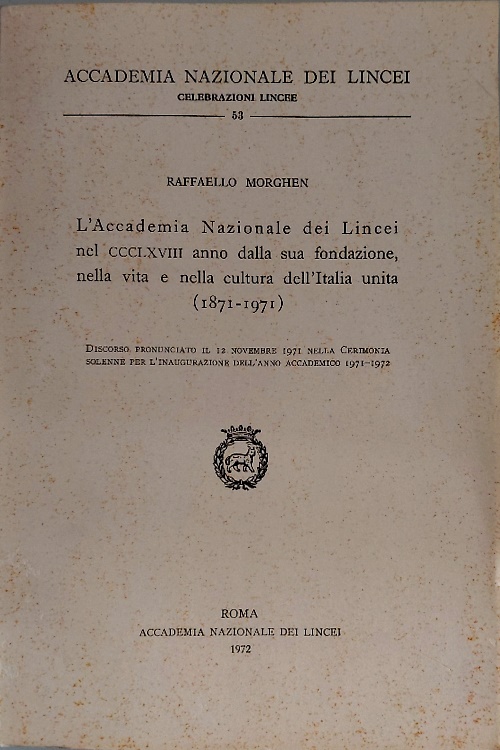 ACCADEMIA NAZIONALE DEI LINCEI
CELEBRAZIONI LINCEE
53
RAFFAELLO MORGHEN
L'Accademia Nazionale dei Lincei
nel CCCLXVIII anno dalla sua fondazione,
nella vita e nella cultura dell'Italia unita
(1871-1971)
DISCORSO PRONUNCIATO IL 12 NOVEMBRE 1971 NELLA CERIMONIA
SOLENNE PER L'INAUGURAZIONE DELL'ANNO ACCADEMICO 1971-1972
ROMA
ACCADEMIA NAZIONALE DEI LINCEI
1972